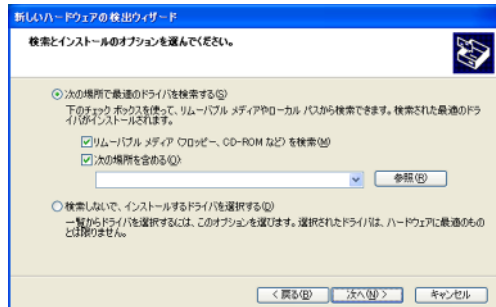 新しいハードウェアの検出ウィザード
検索とインストールのオプションを選んでください。
次の場所で最適のドライバを検索する(S)
下のチェック ボックスを使って、リムーバブル メディアやローカル パスから検索できます。検索された最適のドラ
イバがインストールされます。
リムーバブル メディア (フロッピー、CD-ROM など) を検索(M)
次の場所を含める(O):
参照(R)
検索しないで、インストールするドライバを選択する(D)
一覧からドライバを選択するには、このオプションを選びます。選択されたドライバは、ハードウェアに最適のもの
とは限りません。
< 戻る(B)
次へ(N) >
キャンセル